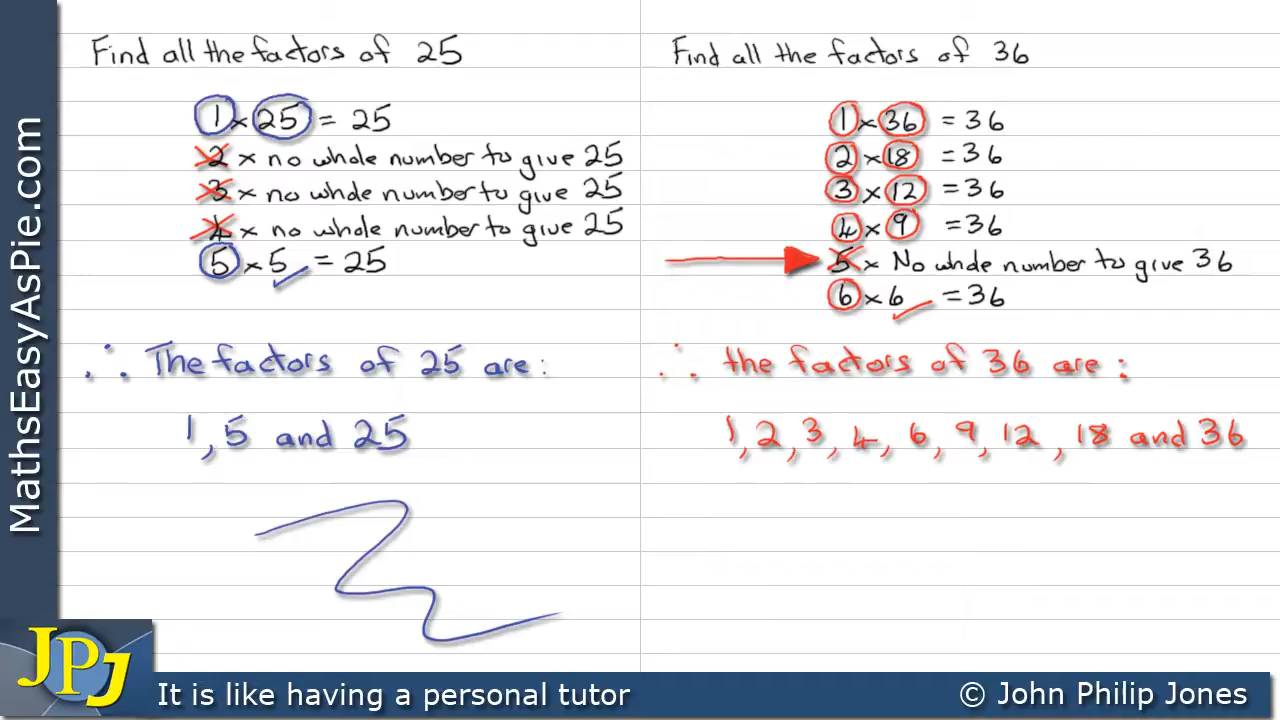 MathsEasyAsPie.com
Find all the factors of 25
1 × 25 = 25
2 × no whole number to give 25
3 × no whole number to give 25
4 × no whole number to give 25
5 × 5 = 25
∴ The factors of 25 are:
1, 5 and 25
Find all the factors of 36
1 × 36 = 36
2 × 18 = 36
3 × 12 = 36
4 × 9 = 36
5 × No whole number to give 36
6 × 6 = 36
∴ the factors of 36 are:
1, 2, 3, 4, 6, 9, 12, 18 and 36
JPJ
It is like having a personal tutor
© John Philip Jones